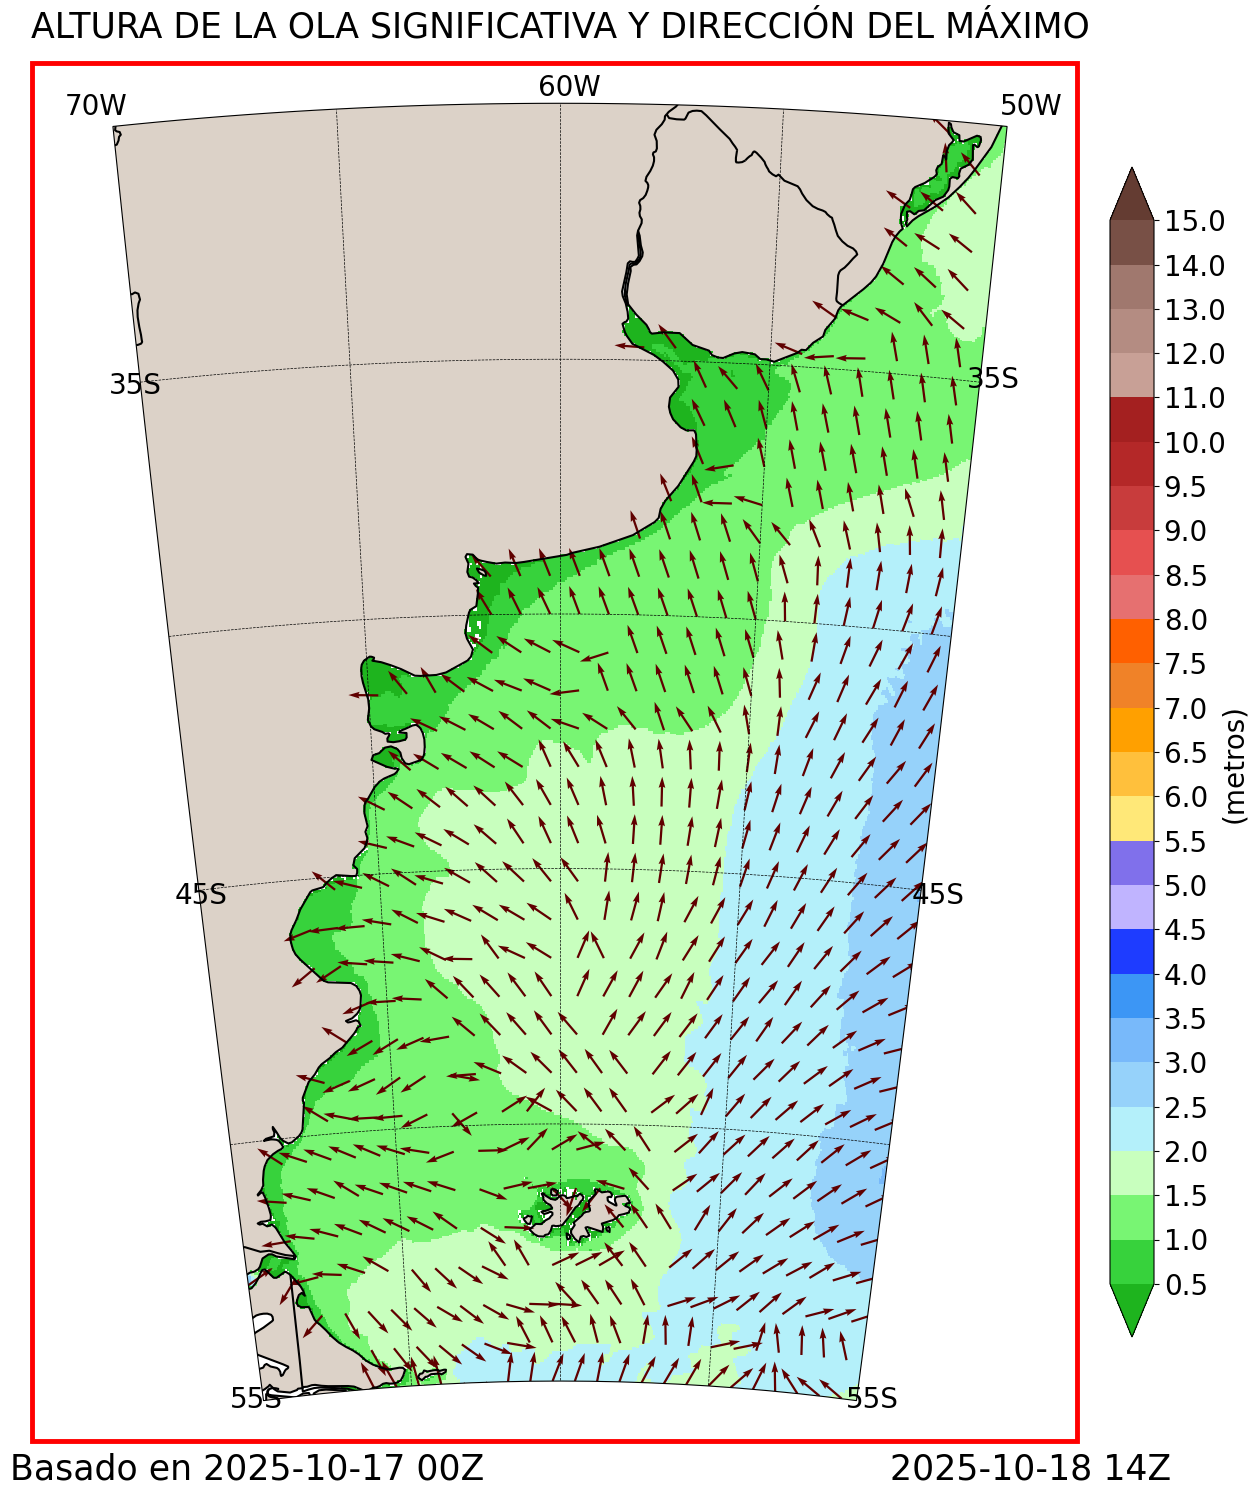 ALTURA DE LA OLA SIGNIFICATIVA Y DIRECCIÓN DEL MÁXIMO
70W
60W
50W
35S
35S
45S
45S
55S
55S
15.0
14.0
13.0
12.0
11.0
10.0
9.5
9.0
8.5
8.0
7.5
7.0
6.5
6.0
5.5
5.0
4.5
4.0
3.5
3.0
2.5
2.0
1.5
1.0
0.5
(metros)
Basado en 2025-10-17 00Z
2025-10-18 14Z